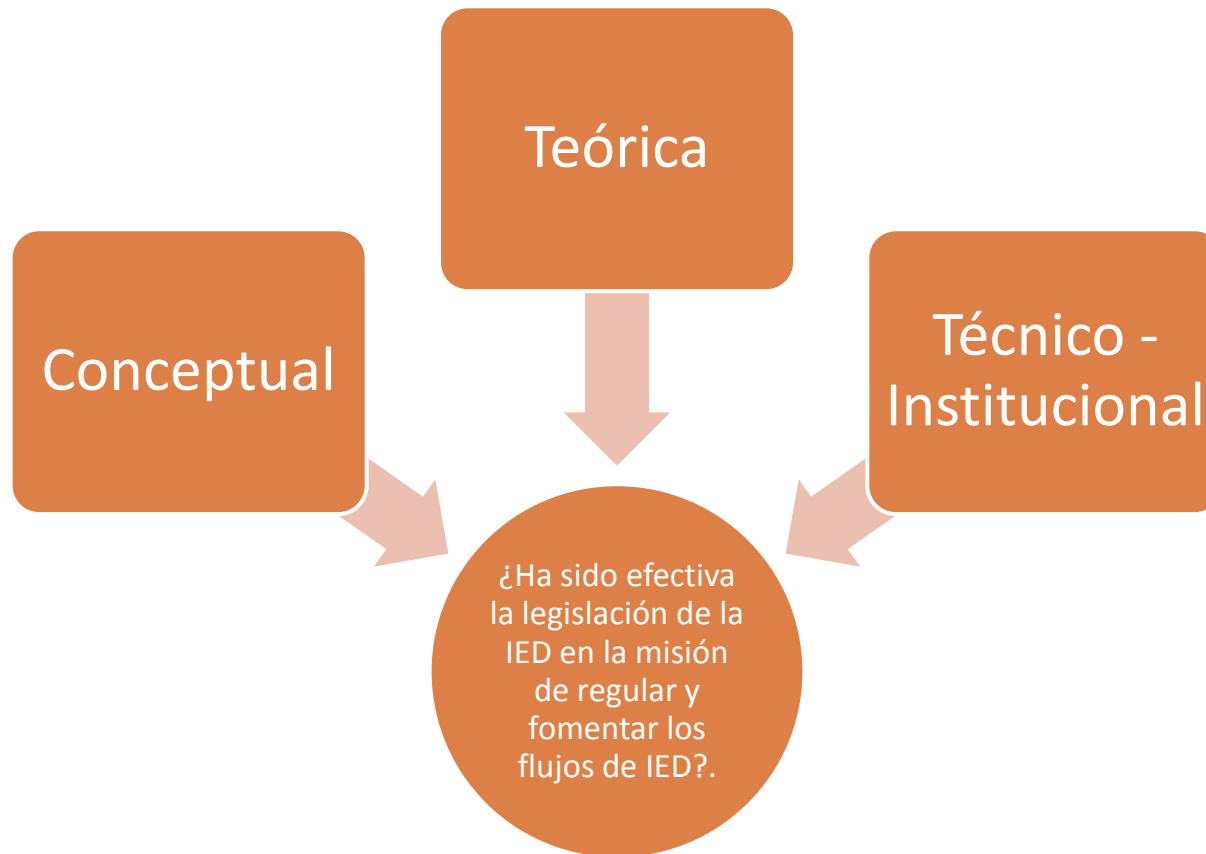 Teórica
Conceptual
Técnico -
Institucional
¿Ha sido efectiva
la legislación de la
IED en la misión
de regular y
fomentar los
flujos de IED?.